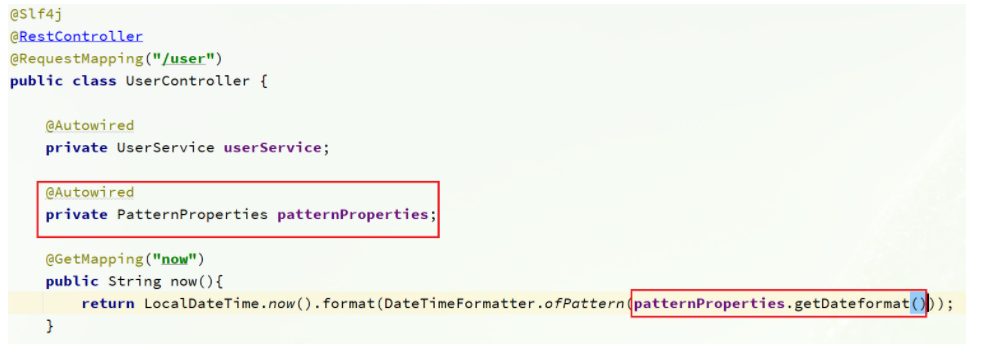 @Slf4j
@RestController
@RequestMapping("/user")
public class UserController {
@Autowired
private UserService userService;
@Autowired
private PatternProperties patternProperties;
@GetMapping("now")
public String now(){
return LocalDateTime.now().format(DateTimeFormatter.ofPattern(patternProperties.getDateformat()));
}